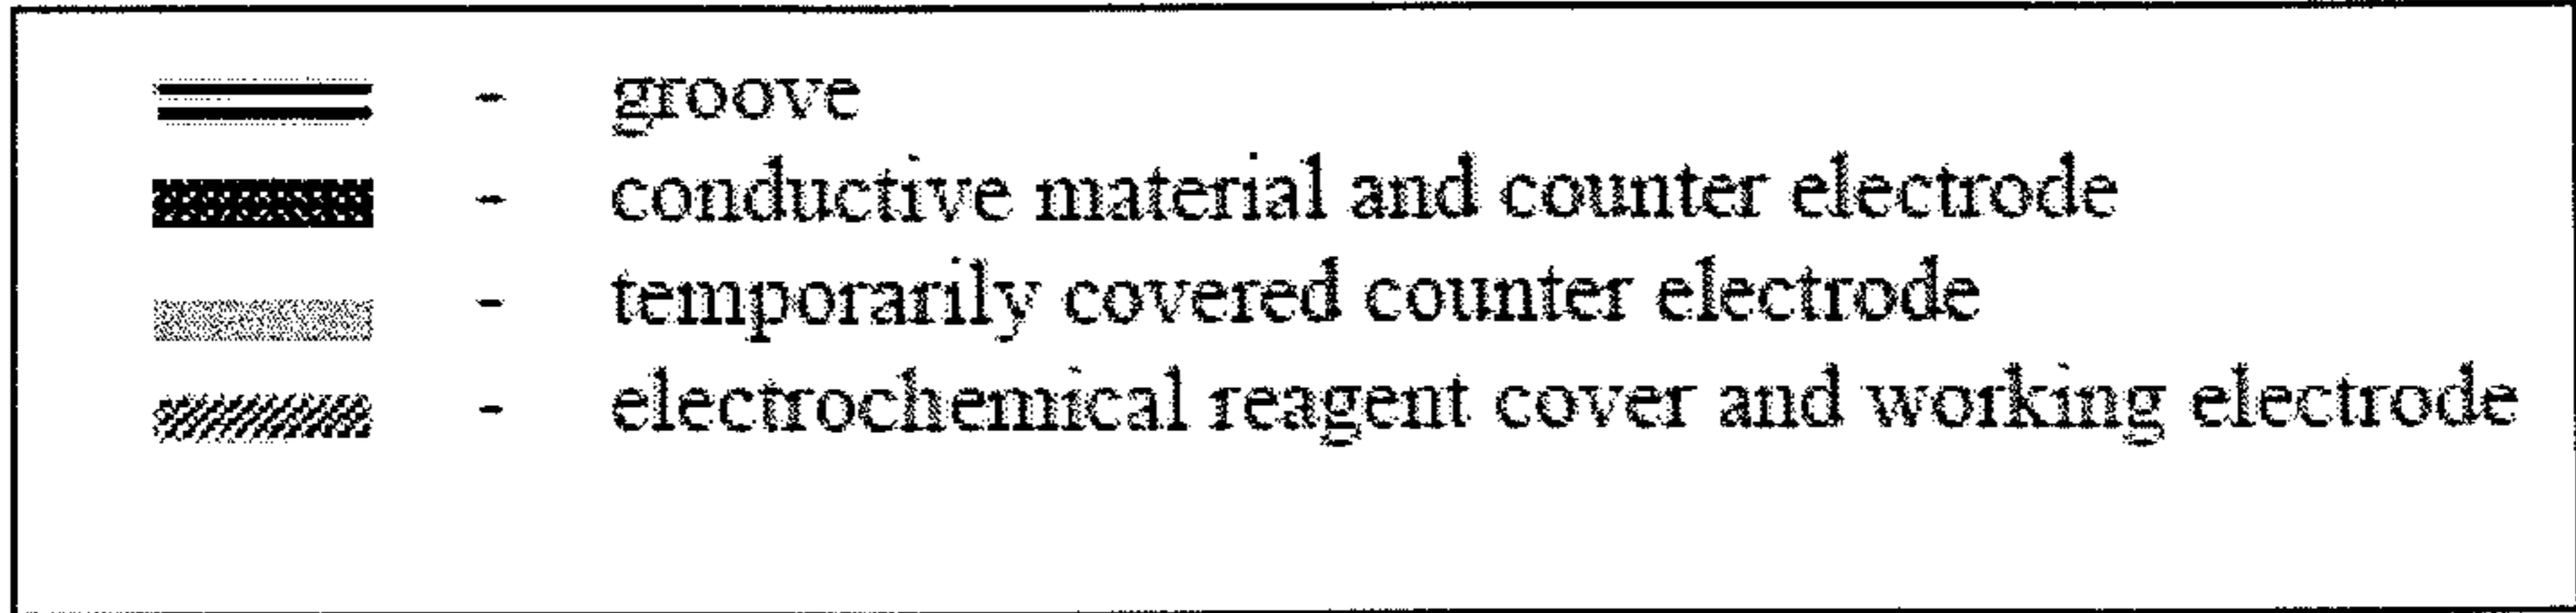 - groove
- conductive material and counter electrode
- temporarily covered counter electrode
- electrochemical reagent cover and working electrode